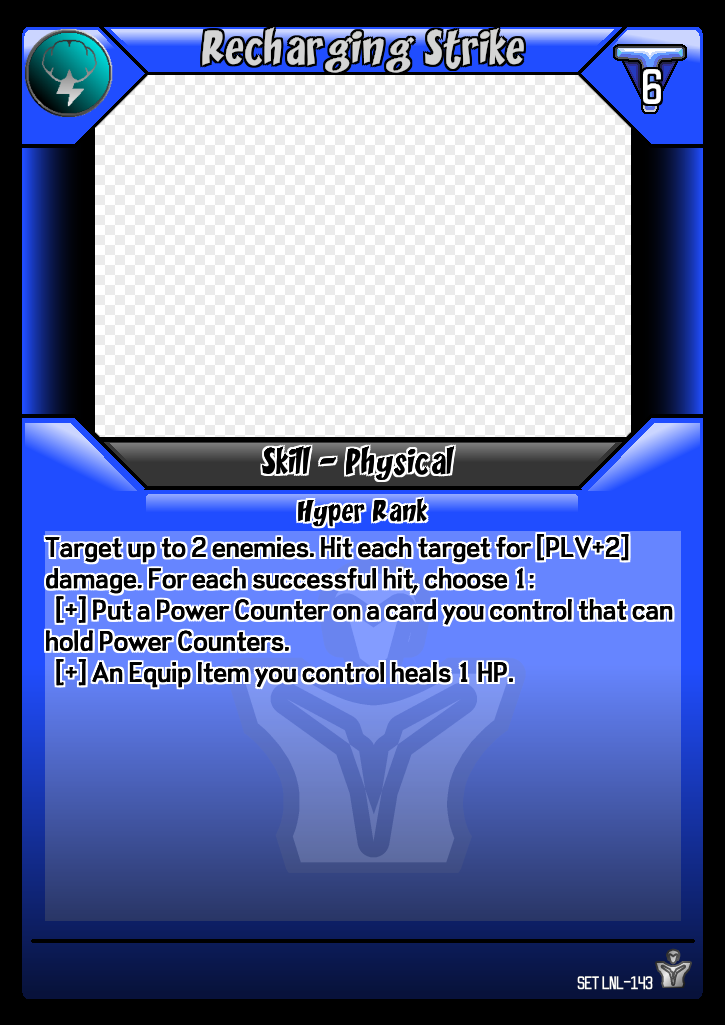 Recharging Strike
6
Skill - Physical
Hyper Rank
Target up to 2 enemies. Hit each target for [PLV+2]
damage. For each successful hit, choose 1:
[+] Put a Power Counter on a card you control that can
hold Power Counters.
[+] An Equip Item you control heals 1 HP.
SET LNL-143